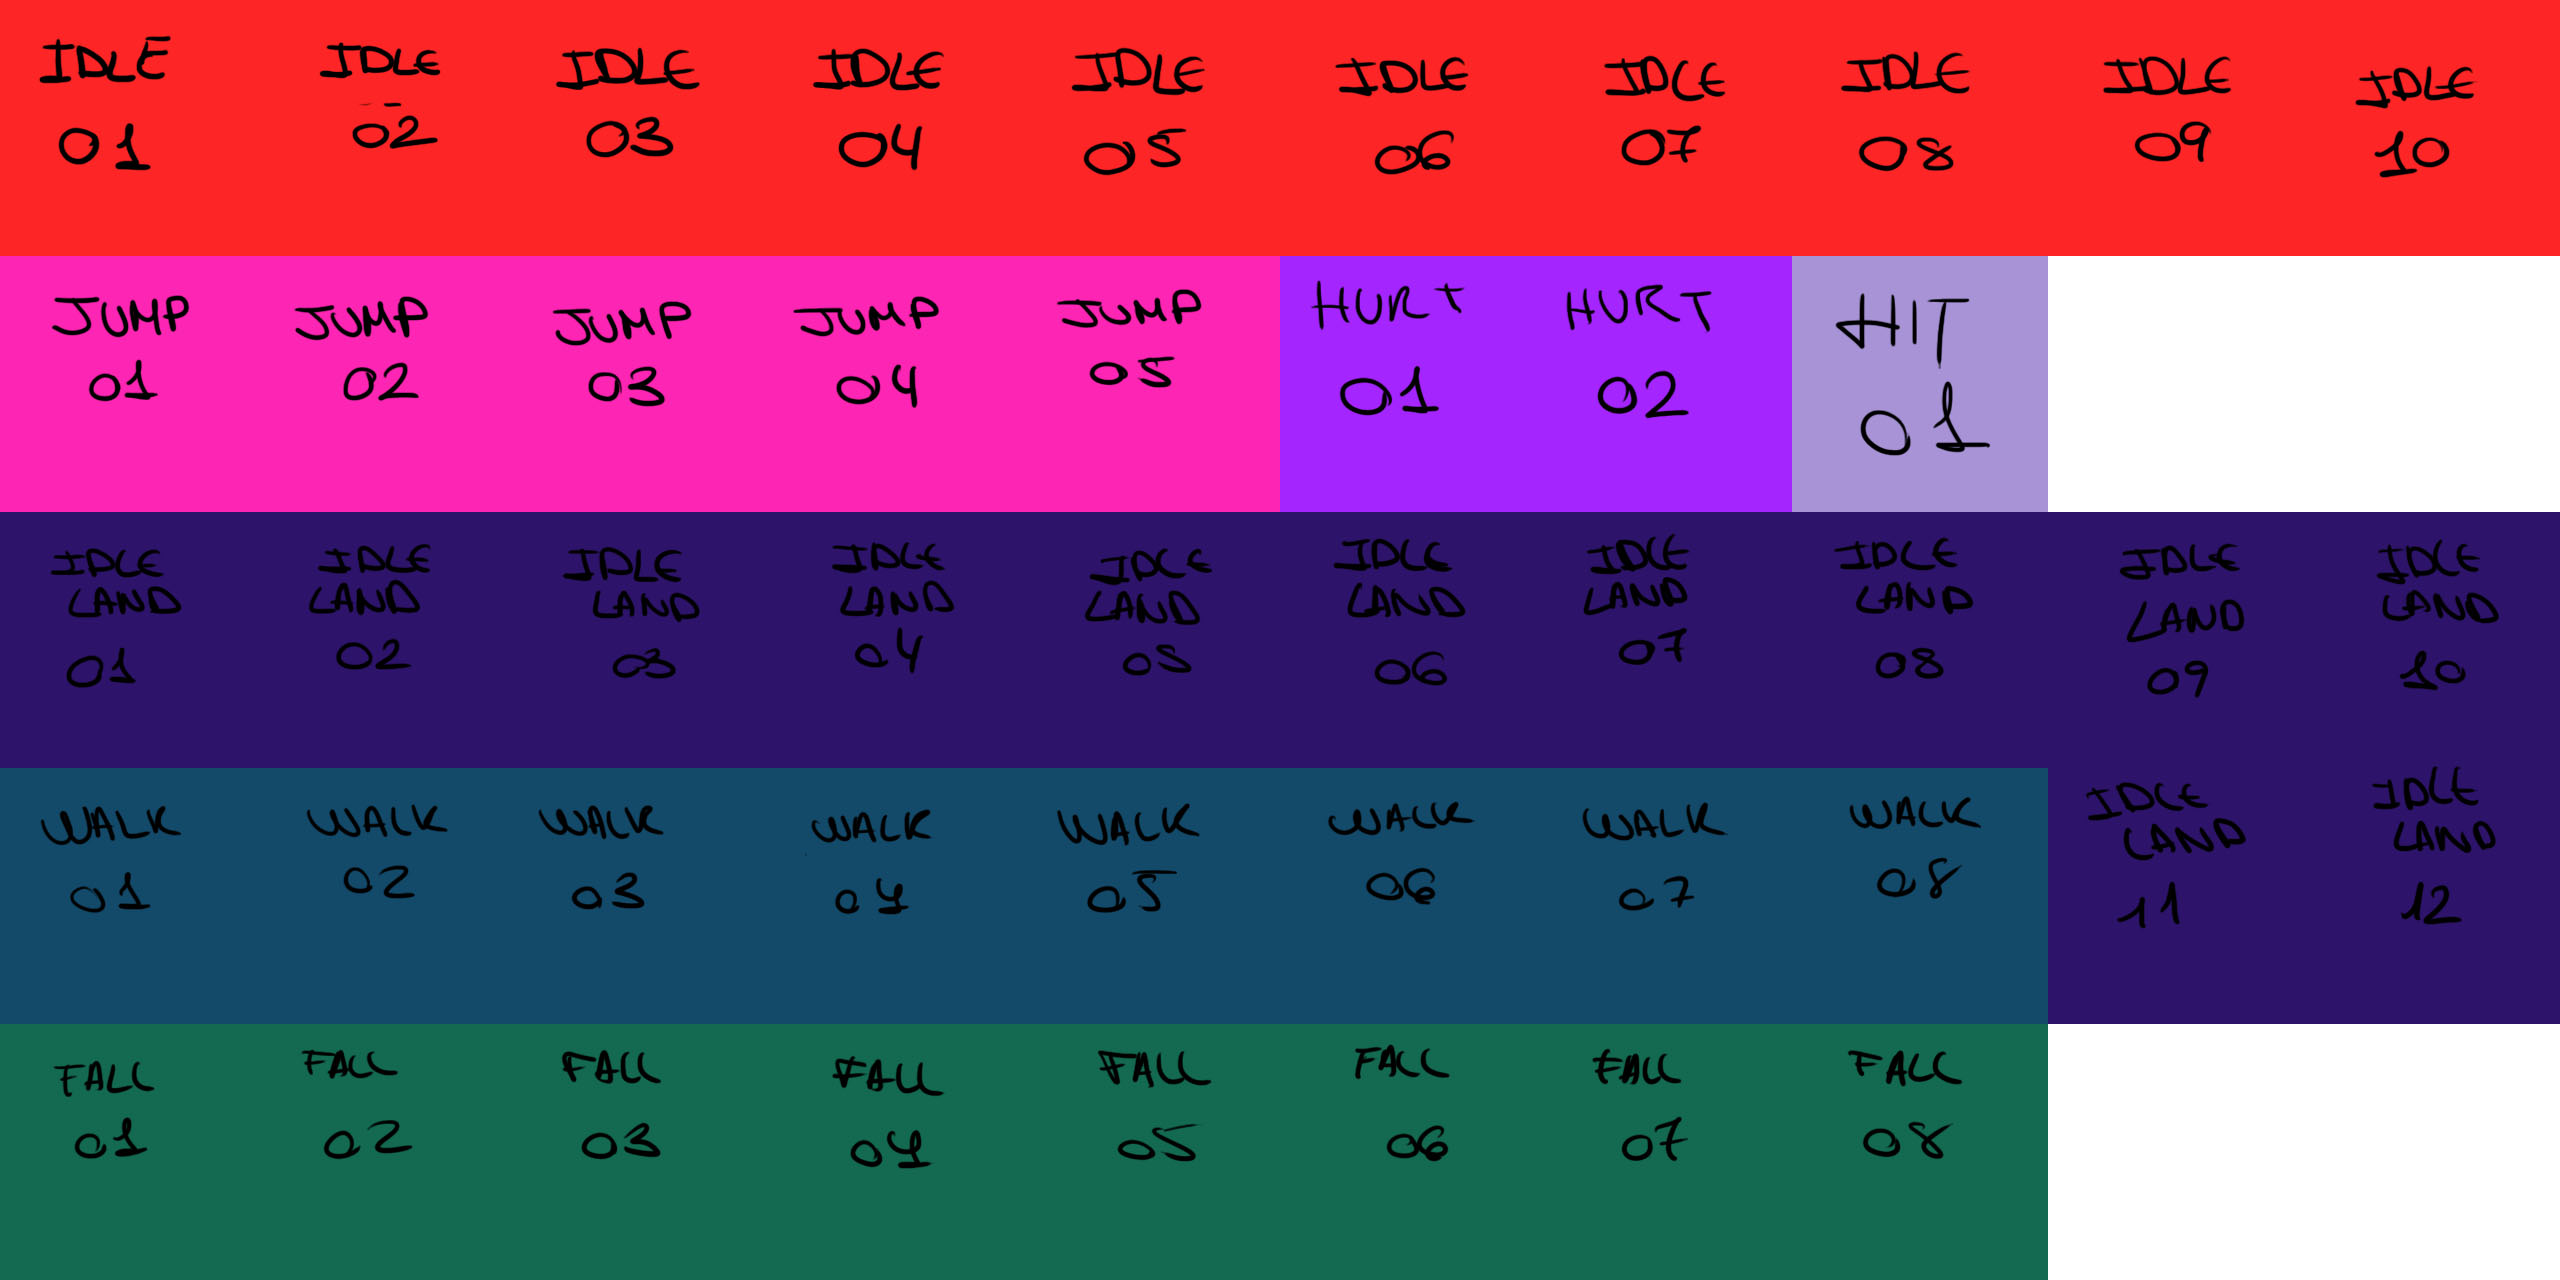 IDLE IDLE IDLE IDLE IDLE IDLE IDLE IDLE IDLE IDLE
01 02 03 04 05 06 07 08 09 10
JUMP JUMP JUMP JUMP JUMP HURT HURT HIT
01 02 03 04 05 01 02 01
IDLE IDLE IDLE IDLE IDLE IDLE IDLE IDLE IDLE IDLE
LAND LAND LAND LAND LAND LAND LAND LAND LAND LAND
01 02 03 04 05 06 07 08 09 10
WALK WALK WALK WALK WALK WALK WALK WALK IDLE IDLE
LAND LAND
01 02 03 04 05 06 07 08 11 12
FALL FALL FALL FALL FALL FALL FALL FALL
01 02 03 04 05 06 07 08